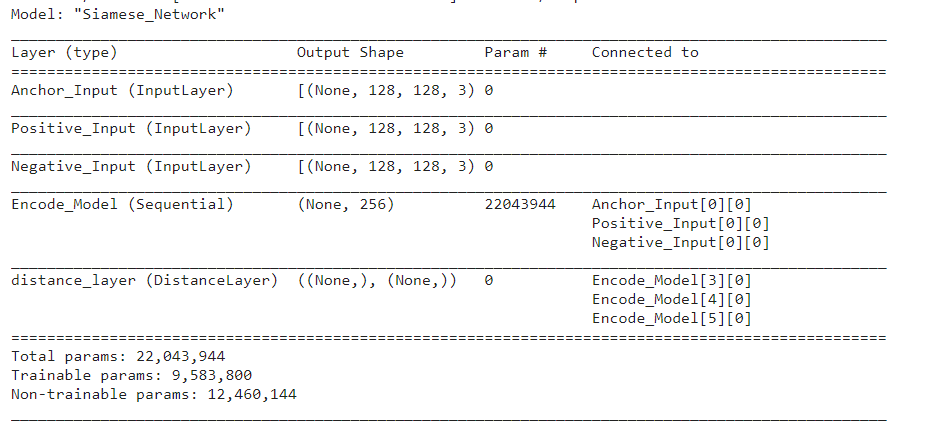 Model: "Siamese_Network"
Layer (type) Output Shape Param # Connected to
Anchor_Input (InputLayer) [(None, 128, 128, 3) 0
Positive_Input (InputLayer) [(None, 128, 128, 3) 0
Negative_Input (InputLayer) [(None, 128, 128, 3) 0
Encode_Model (Sequential) (None, 256) 22043944 Anchor_Input[0][0]
Positive_Input[0][0]
Negative_Input[0][0]
distance_layer (DistanceLayer) ((None,), (None,)) 0 Encode_Model[3][0]
Encode_Model[4][0]
Encode_Model[5][0]
Total params: 22,043,944
Trainable params: 9,583,800
Non-trainable params: 12,460,144